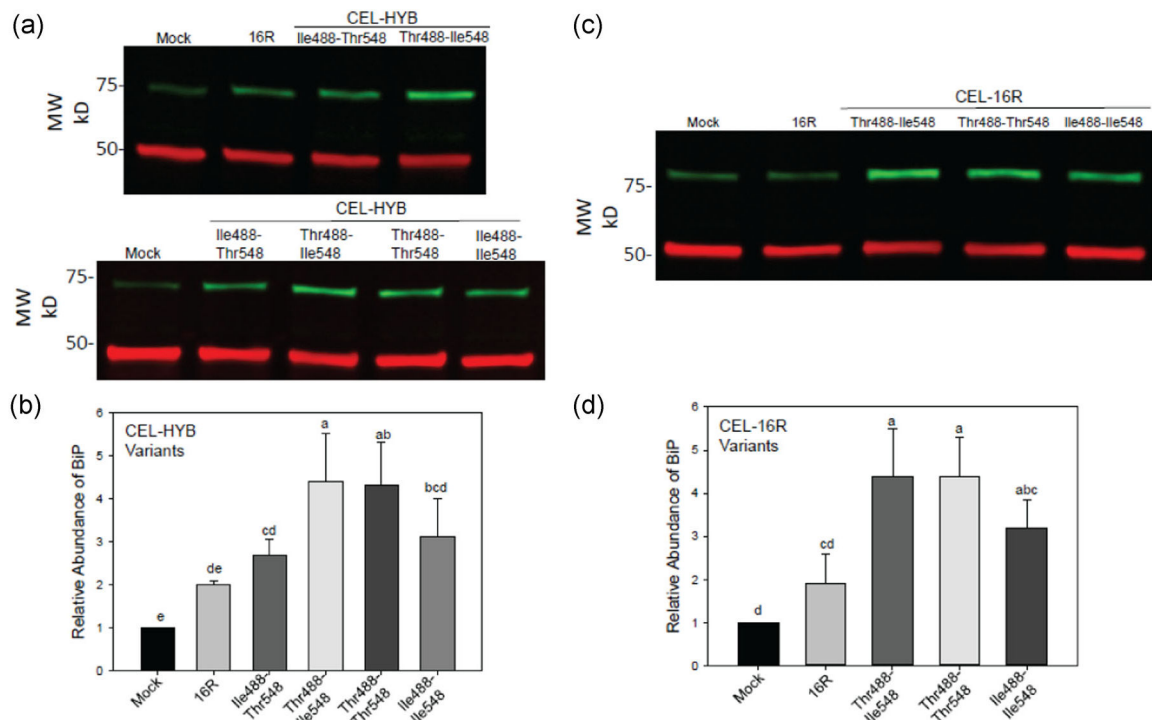 (a)
CEL-HYB
Mock 16R Ile488-Thr548 Thr488-Ile548
MW
kD
75-
50-
CEL-HYB
Ile488- Thr488- Thr488- Ile488-
Mock Thr548 Ile548 Thr548 Ile548
MW
kD
75-
50-
(b)
CEL-HYB
Variants
Relative Abundance of BiP
6
5
4
3
2
1
0
e
de
cd
a
ab
bcd
Mock
16R
Ile488-
Thr548
Thr488-
Ile548
Thr488-
Thr548
Ile488-
Ile548
(c)
CEL-16R
Mock 16R Thr488-Ile548 Thr488-Thr548 Ile488-Ile548
MW
kD
75-
50-
(d)
CEL-16R
Variants
Relative Abundance of BiP
6
5
4
3
2
1
0
d
cd
a
a
abc
Mock
16R
Thr488-
Ile548
Thr488-
Thr548
Ile488-
Ile548